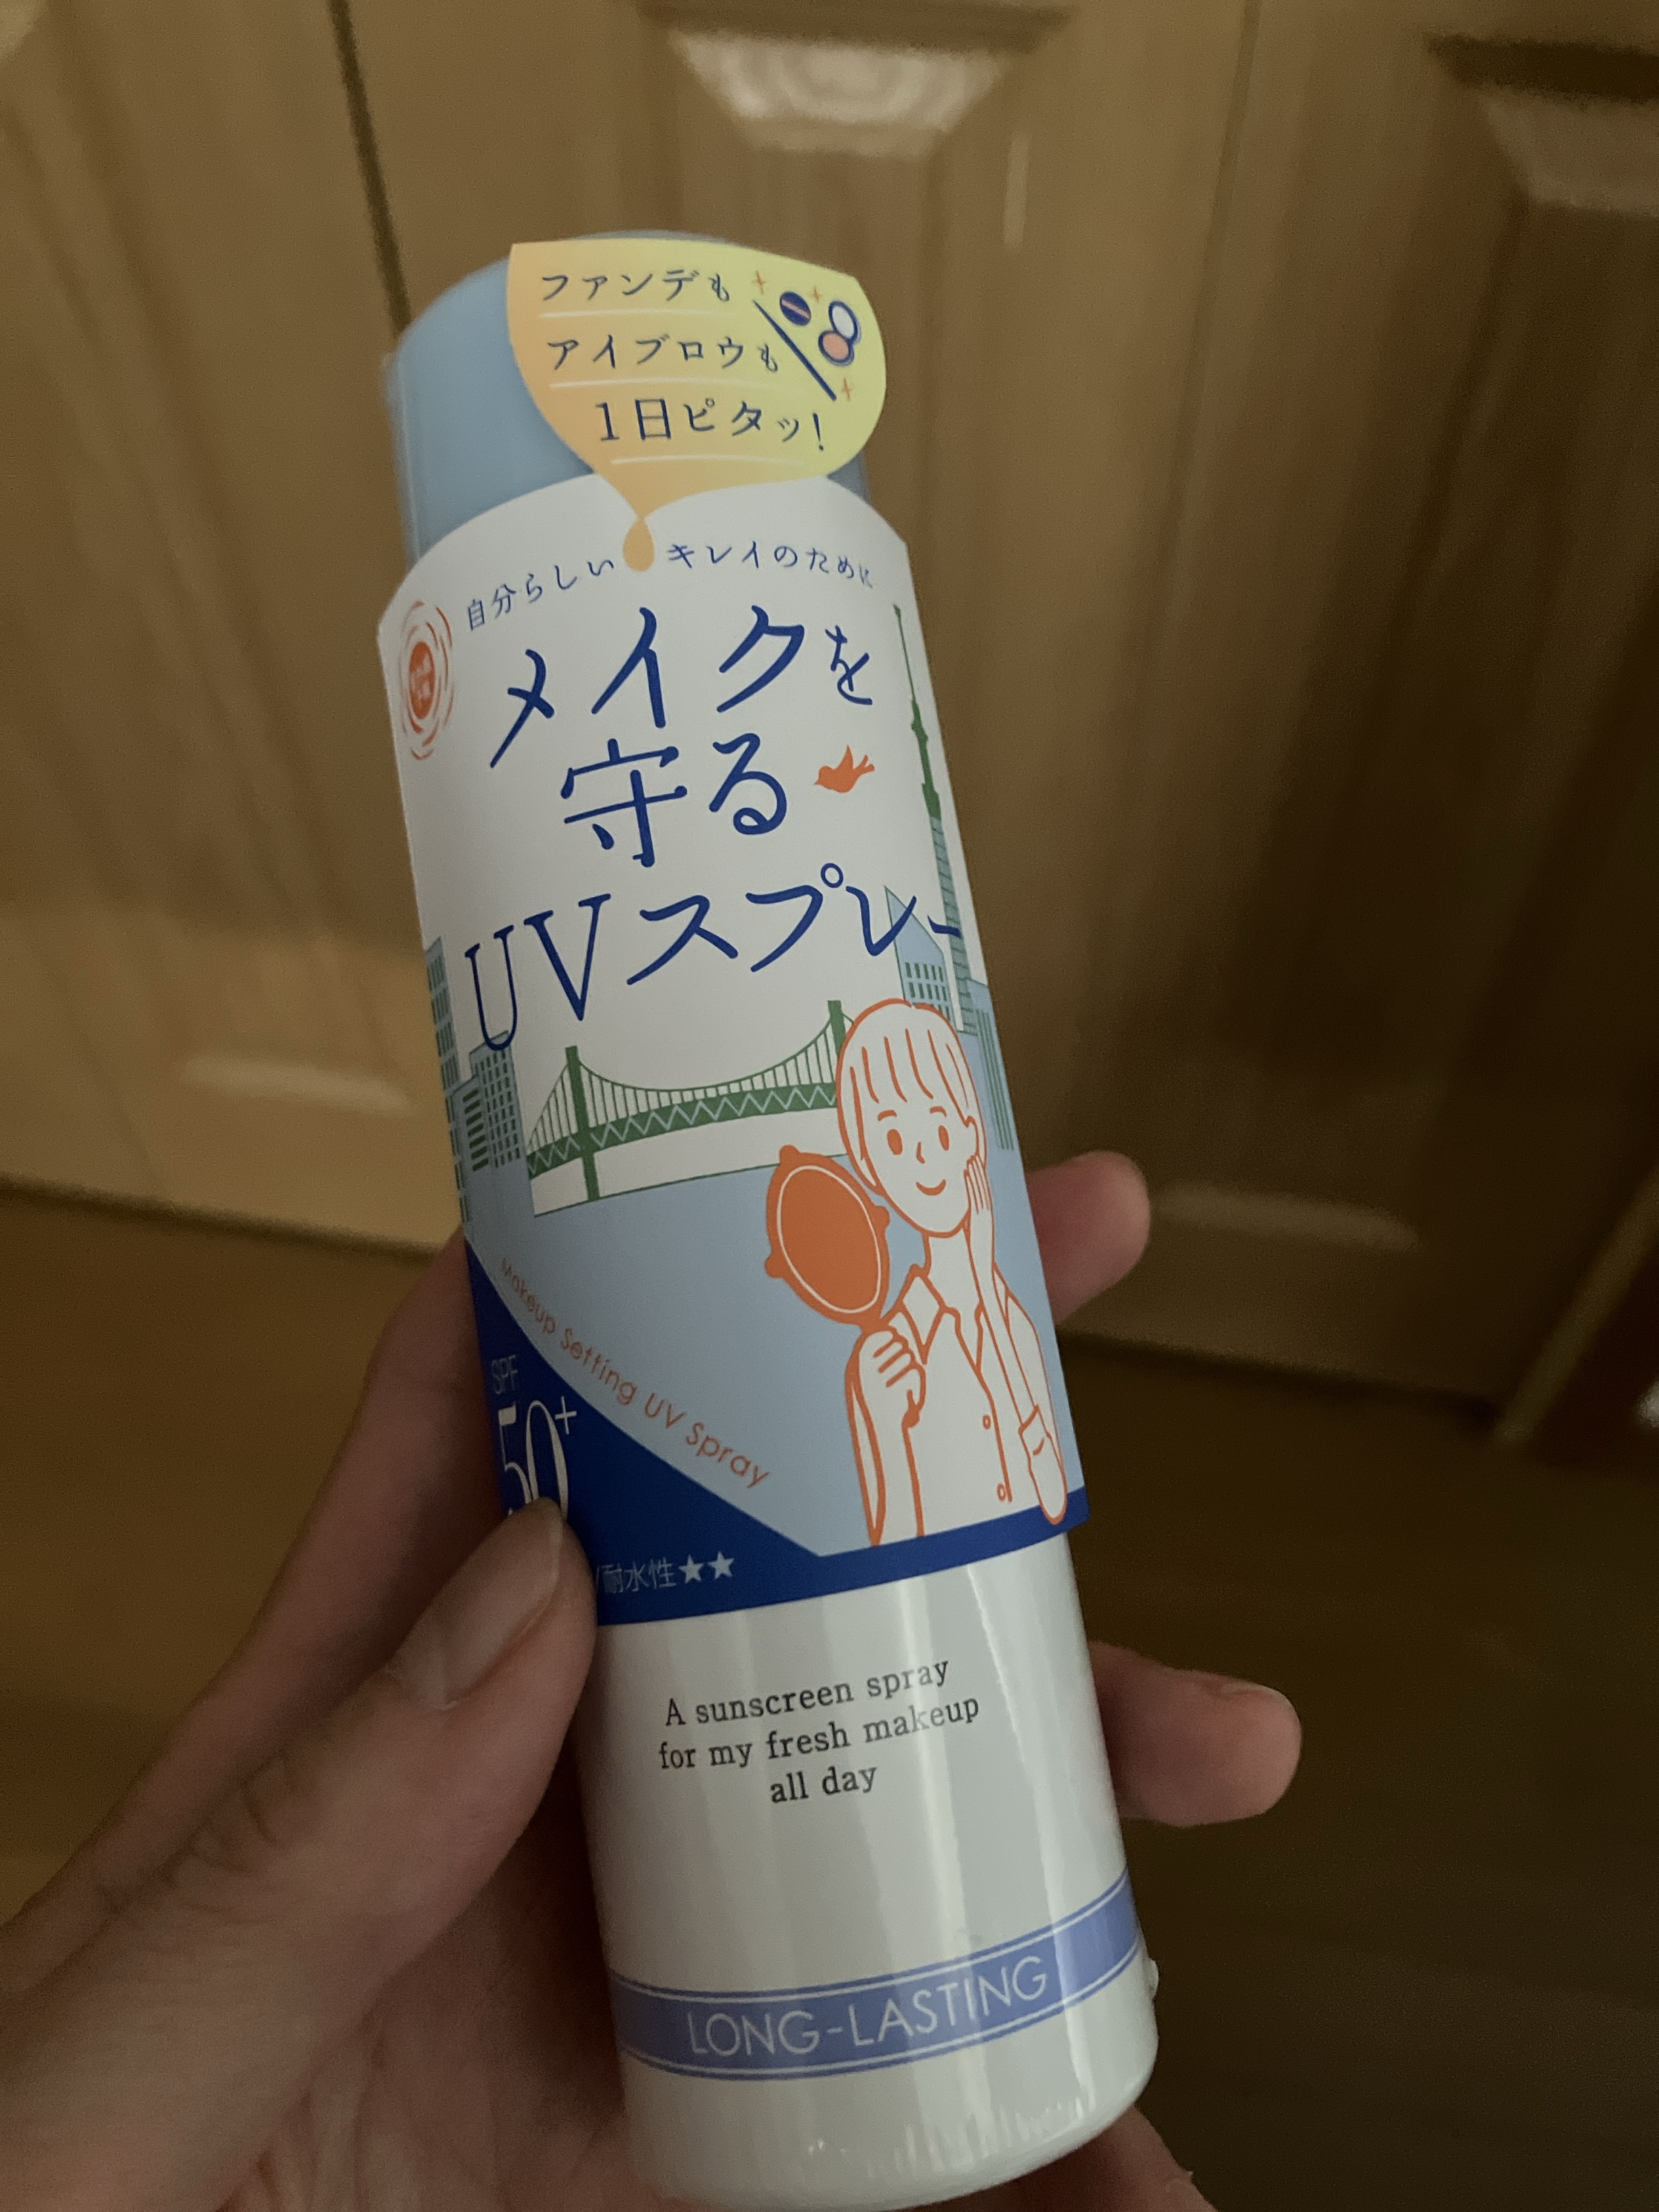 ファンデも
アイブロウも
1日ピタッ!
自分らしい キレイのために
メイクを
守る
UVスプレー
Makeup Setting UV Spray
SPF
50+
/耐水性★★
A sunscreen spray
for my fresh makeup
all day
LONG-LASTING